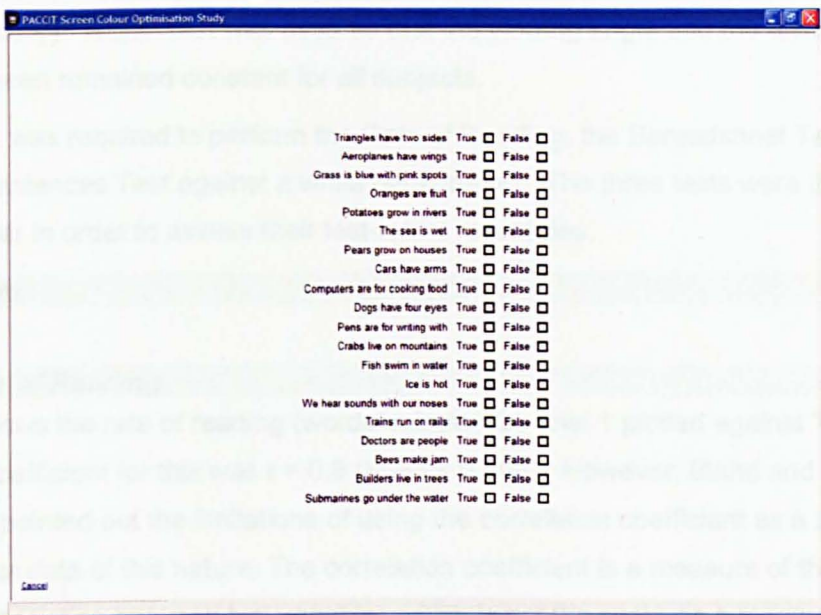 PACCIT Screen Colour Optimisation Study
Triangles have two sides True False
Aeroplanes have wings True False
Grass is blue with pink spots True False
Oranges are fruit True False
Potatoes grow in rivers True False
The sea is wet True False
Pears grow on houses True False
Cars have arms True False
Computers are for cooking food True False
Dogs have four eyes True False
Pens are for writing with True False
Crabs live on mountains True False
Fish swim in water True False
Ice is hot True False
We hear sounds with our ears True False
Trains run on rails True False
Doctors are people True False
Bees make jam True False
Builders live in trees True False
Submarines go under the water True False
Cancel